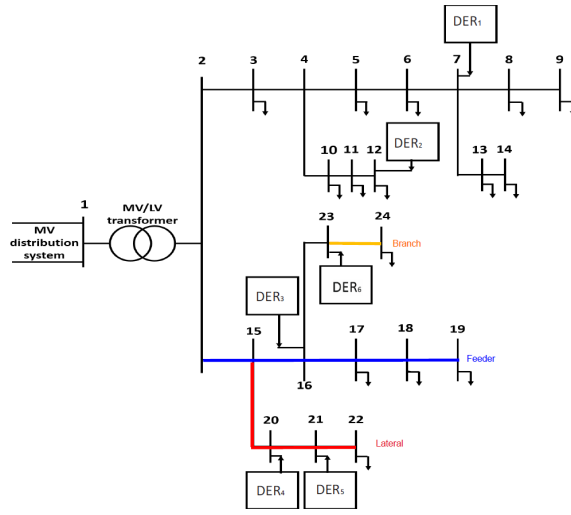 DER₁
2 3 4 5 6 7 8 9
DER₂
10 11 12 13 14
1
MV/LV
transformer
MV
distribution
system
23 24
Branch
DER₃
DER₆
15 17 18 19
Feeder
16
20 21 22
Lateral
DER₄ DER₅